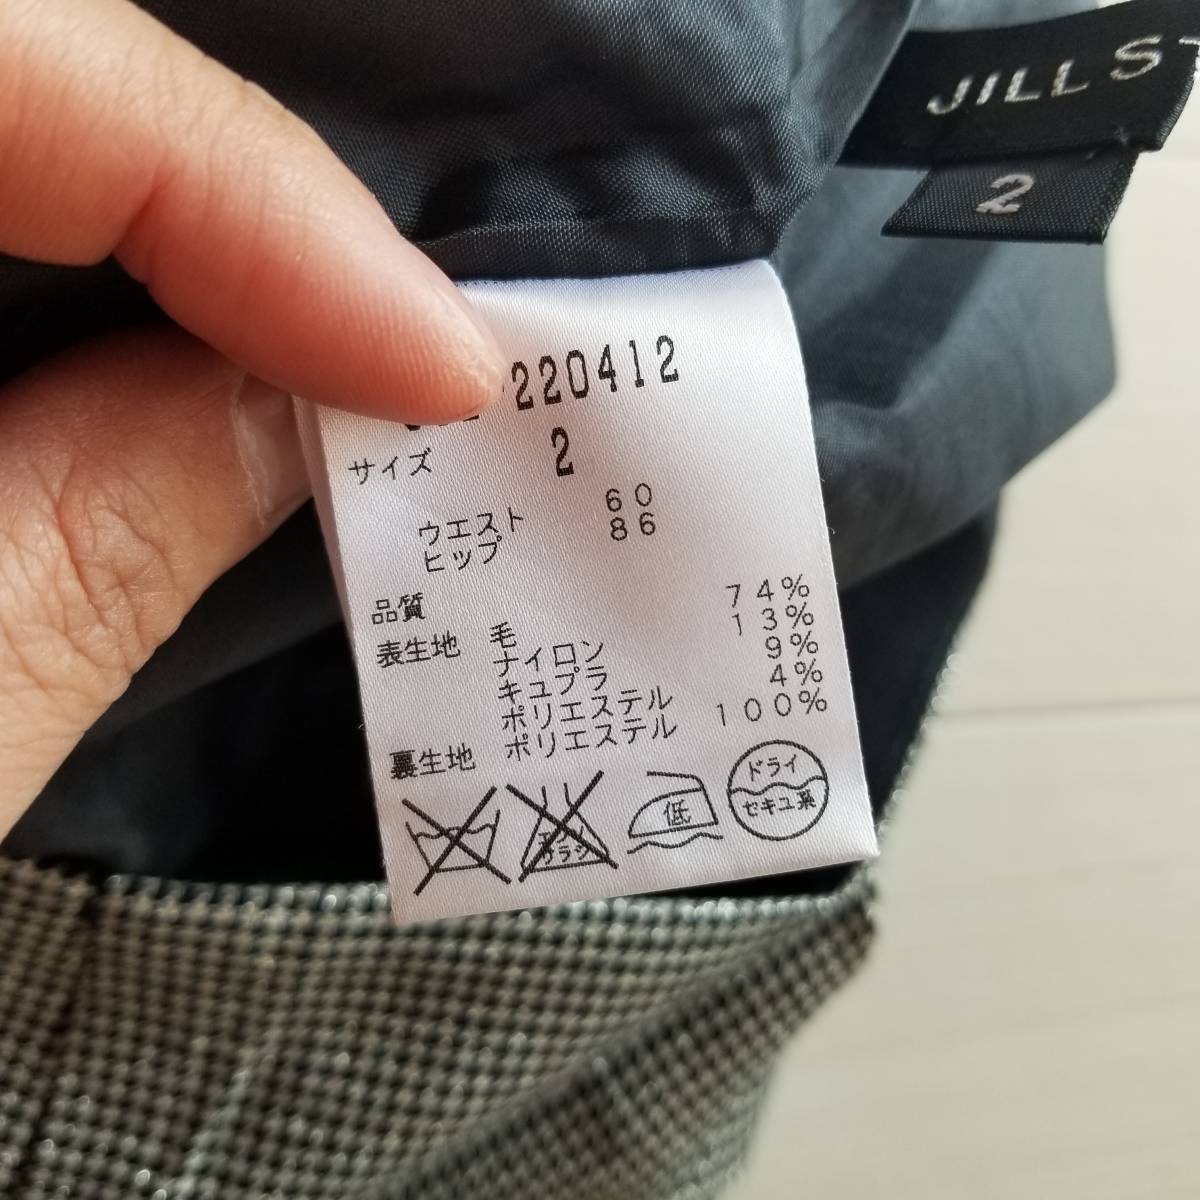 JILL
2
220412
サイズ 2
ウエスト 60
ヒップ 86
品質
表生地 毛 74%
ナイロン 13%
キュプラ 9%
ポリエステル 4%
裏生地 ポリエステル 100%
低
ドライ
セキユ系